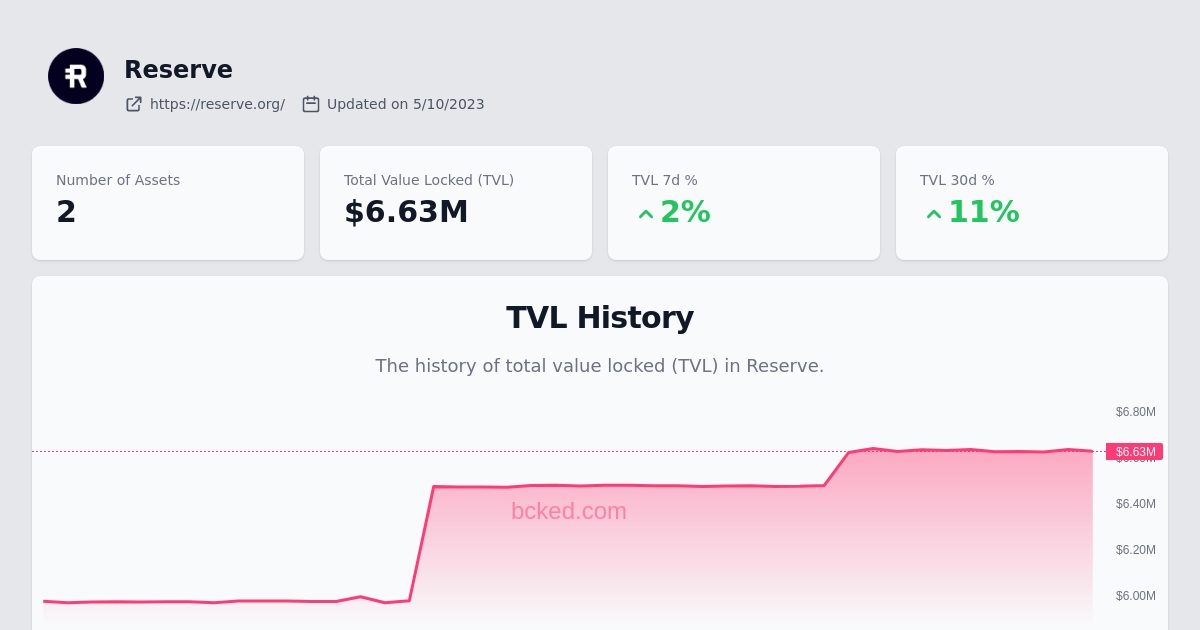 Reserve
https://reserve.org/ Updated on 5/10/2023
Number of Assets
2
Total Value Locked (TVL)
$6.63M
TVL 7d %
2%
TVL 30d %
11%
TVL History
The history of total value locked (TVL) in Reserve.
$6.80M
$6.63M
$6.40M
bcked.com
$6.20M
$6.00M